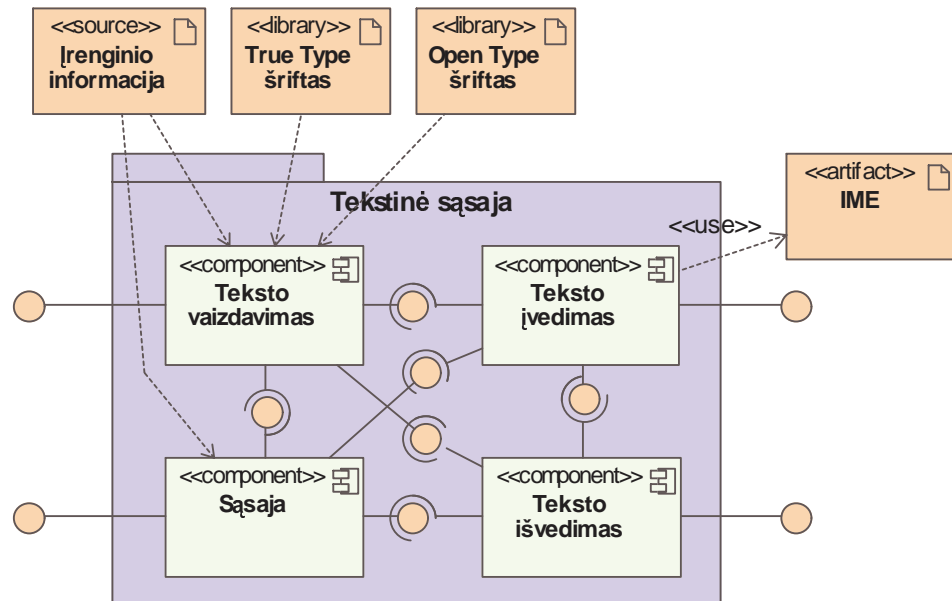 <<source>>
Įrenginio
informacija
<<library>>
True Type
šriftas
<<library>>
Open Type
šriftas
<<artifact>>
IME
Tekstinė sąsaja
<<use>>
<<component>>
Teksto
vaizdavimas
<<component>>
Teksto
įvedimas
<<component>>
Sąsaja
<<component>>
Teksto
išvedimas